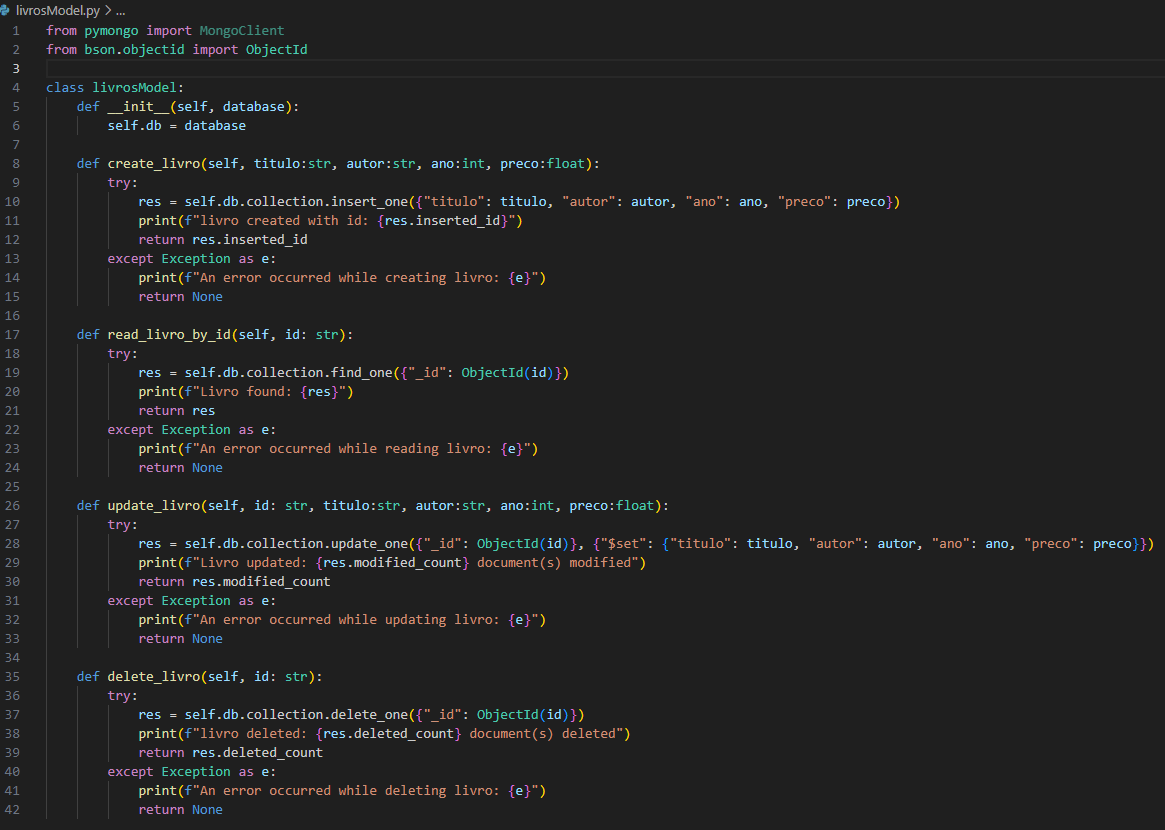 livrosModel.py > ...
1 from pymongo import MongoClient
2 from bson.objectid import ObjectId
3
4 class livrosModel:
5     def __init__(self, database):
6         self.db = database
7
8     def create_livro(self, titulo:str, autor:str, ano:int, preco:float):
9         try:
10             res = self.db.collection.insert_one({"titulo": titulo, "autor": autor, "ano": ano, "preco": preco})
11             print(f"livro created with id: {res.inserted_id}")
12             return res.inserted_id
13         except Exception as e:
14             print(f"An error occurred while creating livro: {e}")
15             return None
16
17     def read_livro_by_id(self, id: str):
18         try:
19             res = self.db.collection.find_one({"_id": ObjectId(id)})
20             print(f"Livro found: {res}")
21             return res
22         except Exception as e:
23             print(f"An error occurred while reading livro: {e}")
24             return None
25
26     def update_livro(self, id: str, titulo:str, autor:str, ano:int, preco:float):
27         try:
28             res = self.db.collection.update_one({"_id": ObjectId(id)}, {"$set": {"titulo": titulo, "autor": autor, "ano": ano, "preco": preco}})
29             print(f"Livro updated: {res.modified_count} document(s) modified")
30             return res.modified_count
31         except Exception as e:
32             print(f"An error occurred while updating livro: {e}")
33             return None
34
35     def delete_livro(self, id: str):
36         try:
37             res = self.db.collection.delete_one({"_id": ObjectId(id)})
38             print(f"livro deleted: {res.deleted_count} document(s) deleted")
39             return res.deleted_count
40         except Exception as e:
41             print(f"An error occurred while deleting livro: {e}")
42             return None